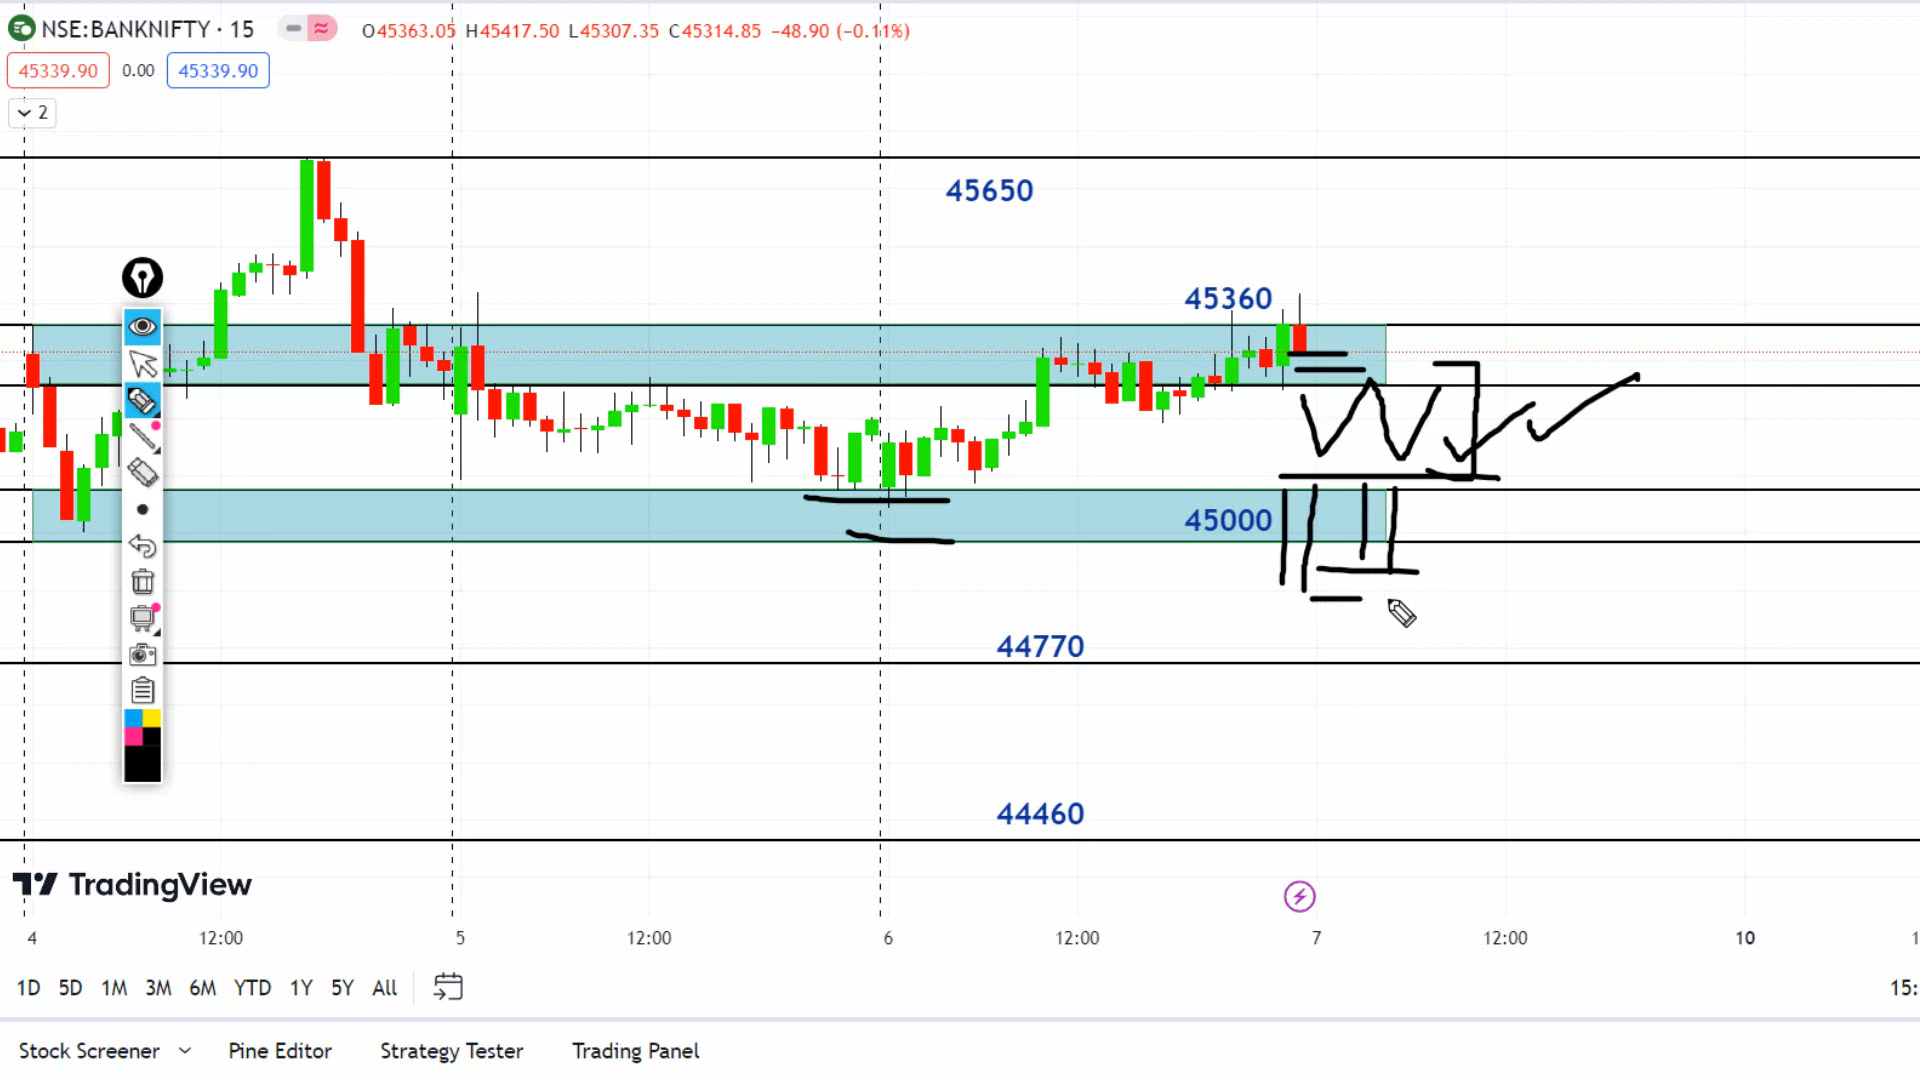 NSE:BANKNIFTY · 15
O45363.05 H45417.50 L45307.35 C45314.85 −48.90 (−0.11%)
45339.90 0.00 45339.90
2
45650
45360
45000
44770
44460
TradingView
4 12:00 5 12:00 6 12:00 7 12:00 10 1
1D 5D 1M 3M 6M YTD 1Y 5Y All 15:
Stock Screener Pine Editor Strategy Tester Trading Panel